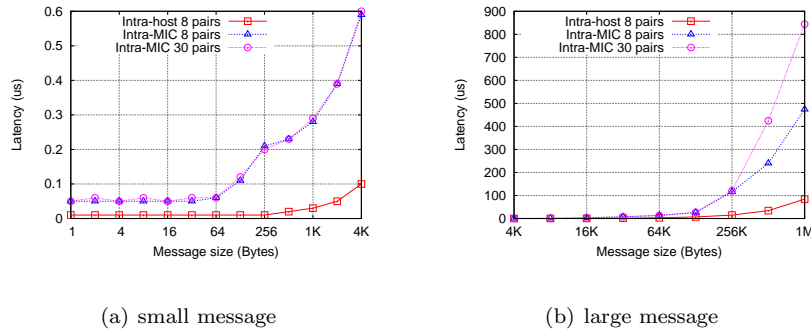 Intra-host 8 pairs
Intra-MIC 8 pairs
Intra-MIC 30 pairs
Latency (us)
0.6
0.5
0.4
0.3
0.2
0.1
0
1 4 16 64 256 1K 4K
Message size (Bytes)
(a) small message
Intra-host 8 pairs
Intra-MIC 8 pairs
Intra-MIC 30 pairs
Latency (us)
900
800
700
600
500
400
300
200
100
0
4K 16K 64K 256K 1M
Message size (Bytes)
(b) large message